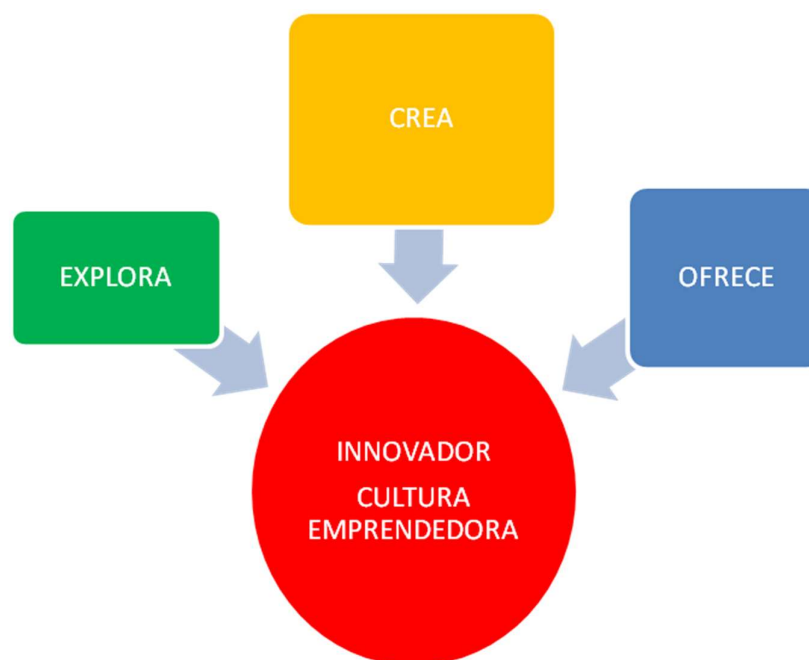 CREA
EXPLORA
OFRECE
INNOVADOR
CULTURA
EMPRENDEDORA